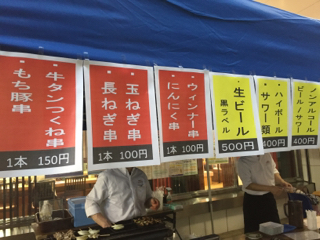 ・牛タンつくね串
もち豚串
1本 150円
・玉ねぎ串
長ねぎ串
1本 100円
・ウィンナー串
にんにく串
1本 100円
・生ビール
黒ラベル
500円
・ハイボール
・サワー類
400円
ノンアルコール
ビール/サワー
400円